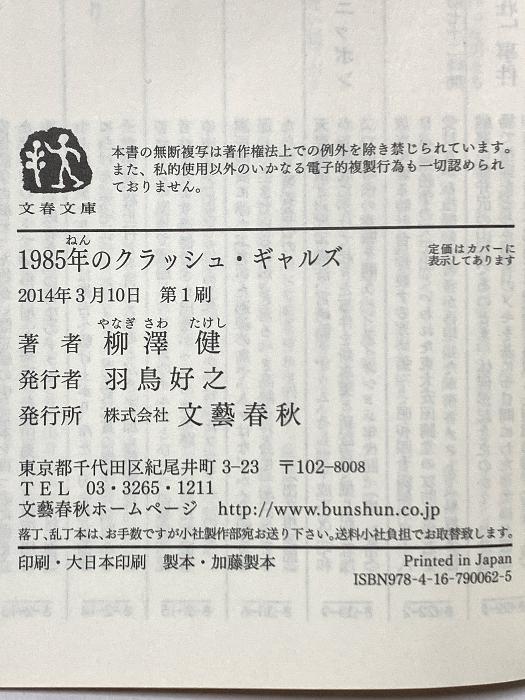 本書の無断複写は著作権法上での例外を除き禁じられています。
また、私的使用以外のいかなる電子的複製行為も一切認められ
ておりません。
文春文庫
ねん
1985年のクラッシュ・ギャルズ
定価はカバーに
表示してあります
2014年3月10日 第1刷
やなぎ さわ たけし
著 者 柳澤 健
発行者 羽鳥好之
発行所 株式会社 文藝春秋
東京都千代田区紀尾井町 3-23 〒102-8008
TEL 03・3265・1211
文藝春秋ホームページ http://www.bunshun.co.jp
落丁、乱丁本は、お手数ですが小社製作部宛お送り下さい。送料小社負担でお取替致します。
印刷・大日本印刷 製本・加藤製本
Printed in Japan
ISBN978-4-16-790062-5